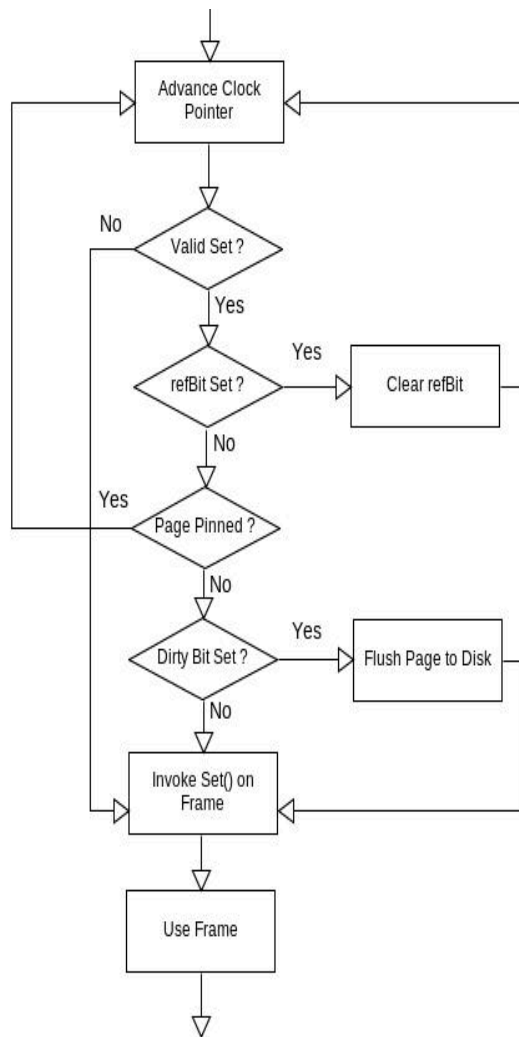 Advance Clock
Pointer
No
Valid Set ?
Yes
refBit Set ?
Yes
Clear refBit
No
Yes
Page Pinned ?
No
Dirty Bit Set ?
Yes
Flush Page to Disk
No
Invoke Set() on
Frame
Use Frame